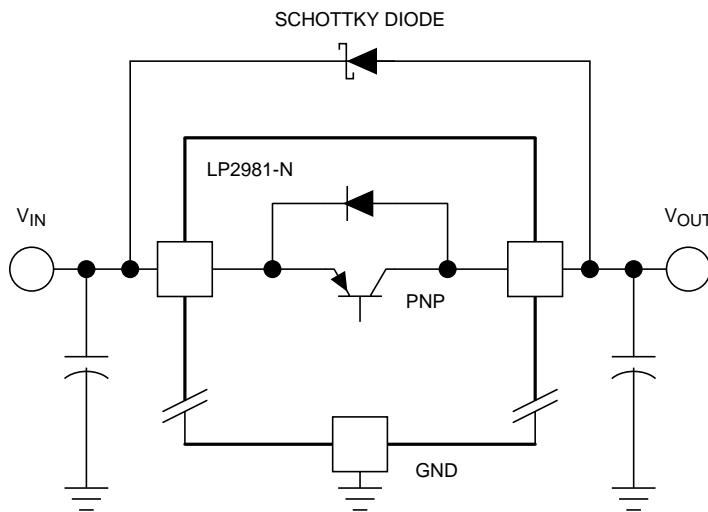 SCHOTTKY DIODE
LP2981-N
VIN
VOUT
PNP
GND